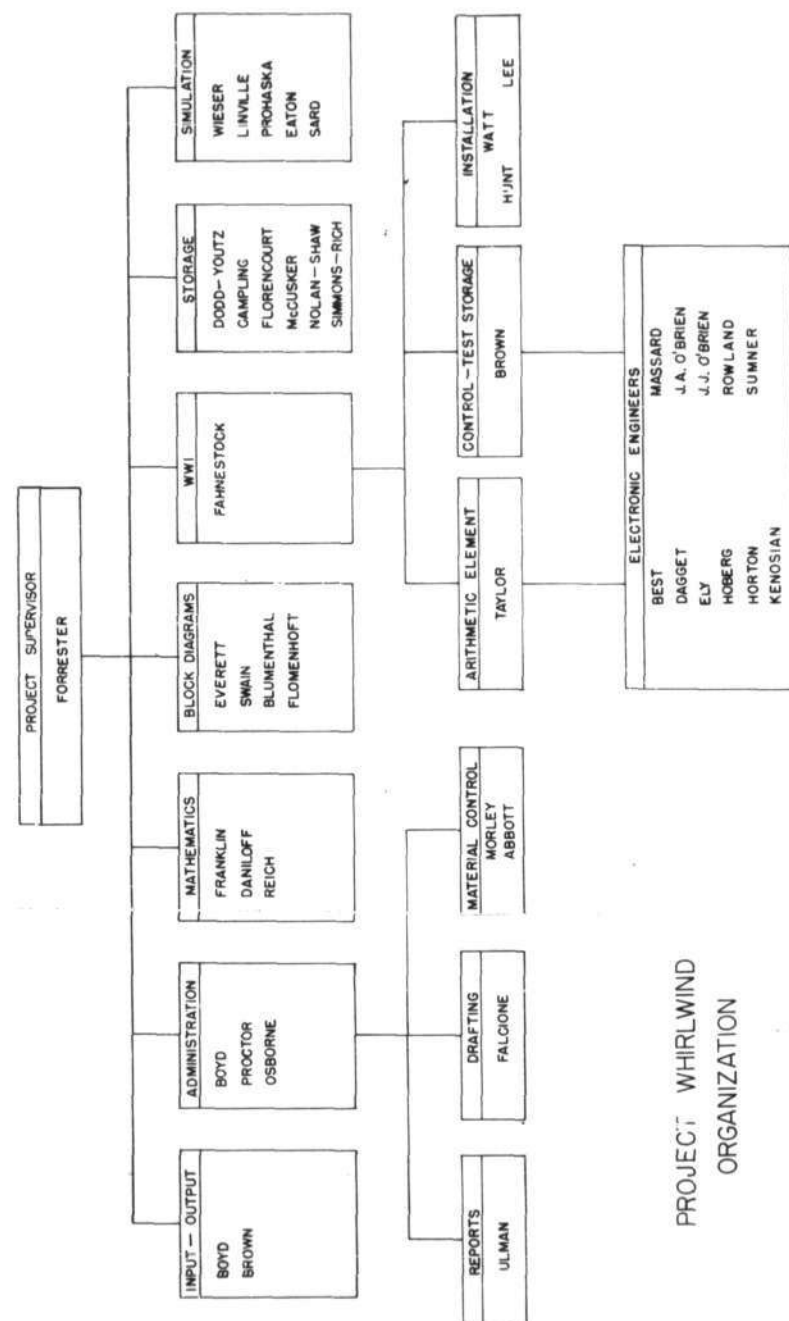 PROJECT SUPERVISOR
FORRESTER
INPUT — OUTPUT
BOYD
BROWN
ADMINISTRATION
BOYD
PROCTOR
OSBORNE
MATHEMATICS
FRANKLIN
DANILOFF
REICH
BLOCK DIAGRAMS
EVERETT
SWAIN
BLUMENTHAL
FLOMENHOFT
WWI
FAHNESTOCK
STORAGE
DODD—YOUTZ
CAMPLING
FLORENCOURT
McCUSKER
NOLAN—SHAW
SIMMONS—RICH
SIMULATION
WIESER
LINVILLE
PROHASKA
EATON
SARD
REPORTS
ULMAN
DRAFTING
FALCIONE
MATERIAL CONTROL
MORLEY
ABBOTT
ARITHMETIC ELEMENT
TAYLOR
CONTROL—TEST STORAGE
BROWN
INSTALLATION
WATT
HUNT LEE
ELECTRONIC ENGINEERS
BEST MASSARD
DAGGET J.A. O'BRIEN
ELY J.J. O'BRIEN
HOBERG ROWLAND
HORTON SUMNER
KENOSIAN
PROJECT WHIRLWIND
ORGANIZATION